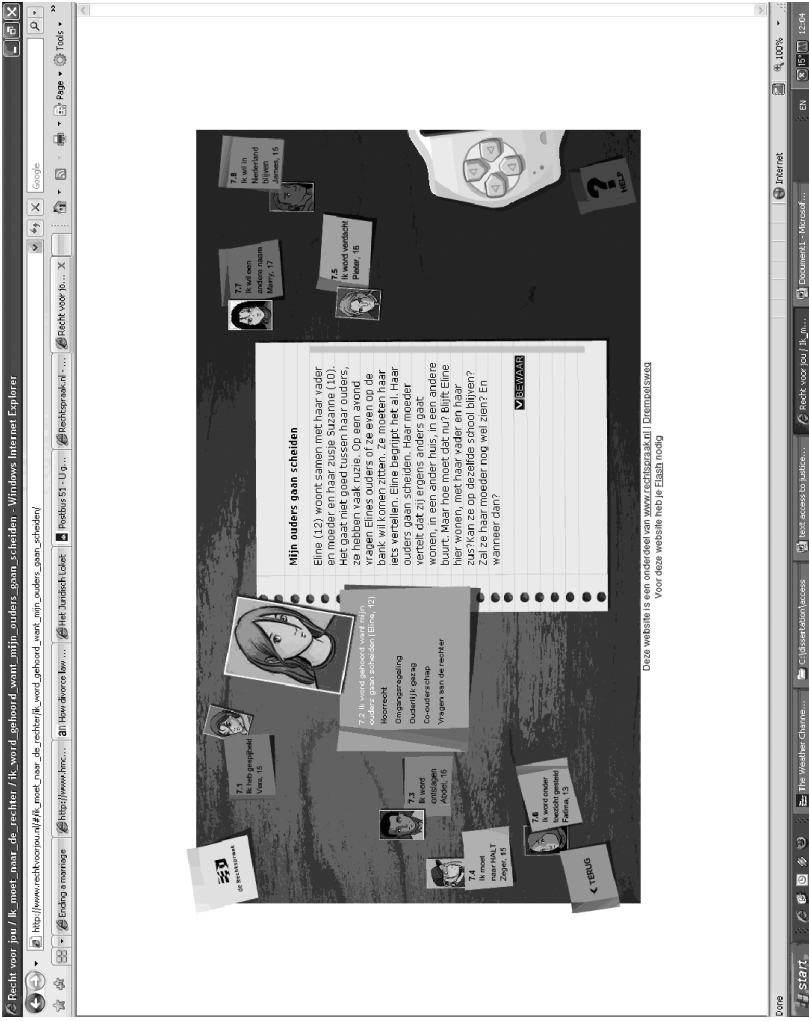 Recht voor jou / Ik_moet_naar_de_rechter / ik_word_gehoord_want_mijn_ouders_gaan_scheiden - Windows Internet Explorer
http://www.rechtvoorjou.nl/#/ik_moet_naar_de_rechter/ik_word_gehoord_want_mijn_ouders_gaan_scheiden/
Google
Ending a marriage
http://www.hmc...
an How divorce law ...
Het Juridisch Loket
Postbus 51 - U g...
Rechtspraak.nl - ...
Recht voor jo...
Page
Tools
de Rechtspraak
7.1
Ik heb gespijbeld
Vera, 15
7.2 Ik word gehoord want mijn
ouders gaan scheiden (Eline, 12)
Hoorrecht
Omgangsregeling
Ouderlijk gezag
Co-ouderschap
Vragen aan de rechter
7.3
Ik word
ontslagen
Abdel, 16
7.4
Ik moet
naar HALT
Zeger, 15
7.6
Ik word onder
toezicht gesteld
Fatima, 13
< TERUG
Mijn ouders gaan scheiden
Eline (12) woont samen met haar vader
en moeder en haar zusje Suzanne (10).
Het gaat niet goed tussen haar ouders,
ze hebben vaak ruzie. Op een avond
vragen Elines ouders of ze even op de
bank wil komen zitten. Ze moeten haar
iets vertellen. Eline begrijpt het al. Haar
ouders gaan scheiden. Haar moeder
vertelt dat zij ergens anders gaat
wonen, in een ander huis, in een andere
buurt. Maar hoe moet dat nu? Blijft Eline
hier wonen, met haar vader en haar
zus?Kan ze op dezelfde school blijven?
Zal ze haar moeder nog wel zien? En
wanneer dan?
BEWAAR
7.7
Ik wil een
andere naam
Merry, 17
7.5
Ik word verdacht
Pieter, 16
7.8
Ik wil in
Nederland
blijven
James, 15
?
HELP
Deze website is een onderdeel van www.rechtspraak.nl | Drempelsweg
Voor deze website heb je Flash nodig
Done
Internet
100%
start
The Weather Channe...
C:\dissertation\access
text access to justice...
Recht voor jou / Ik_m...
Document1 - Microsof...
EN
15°
12:04